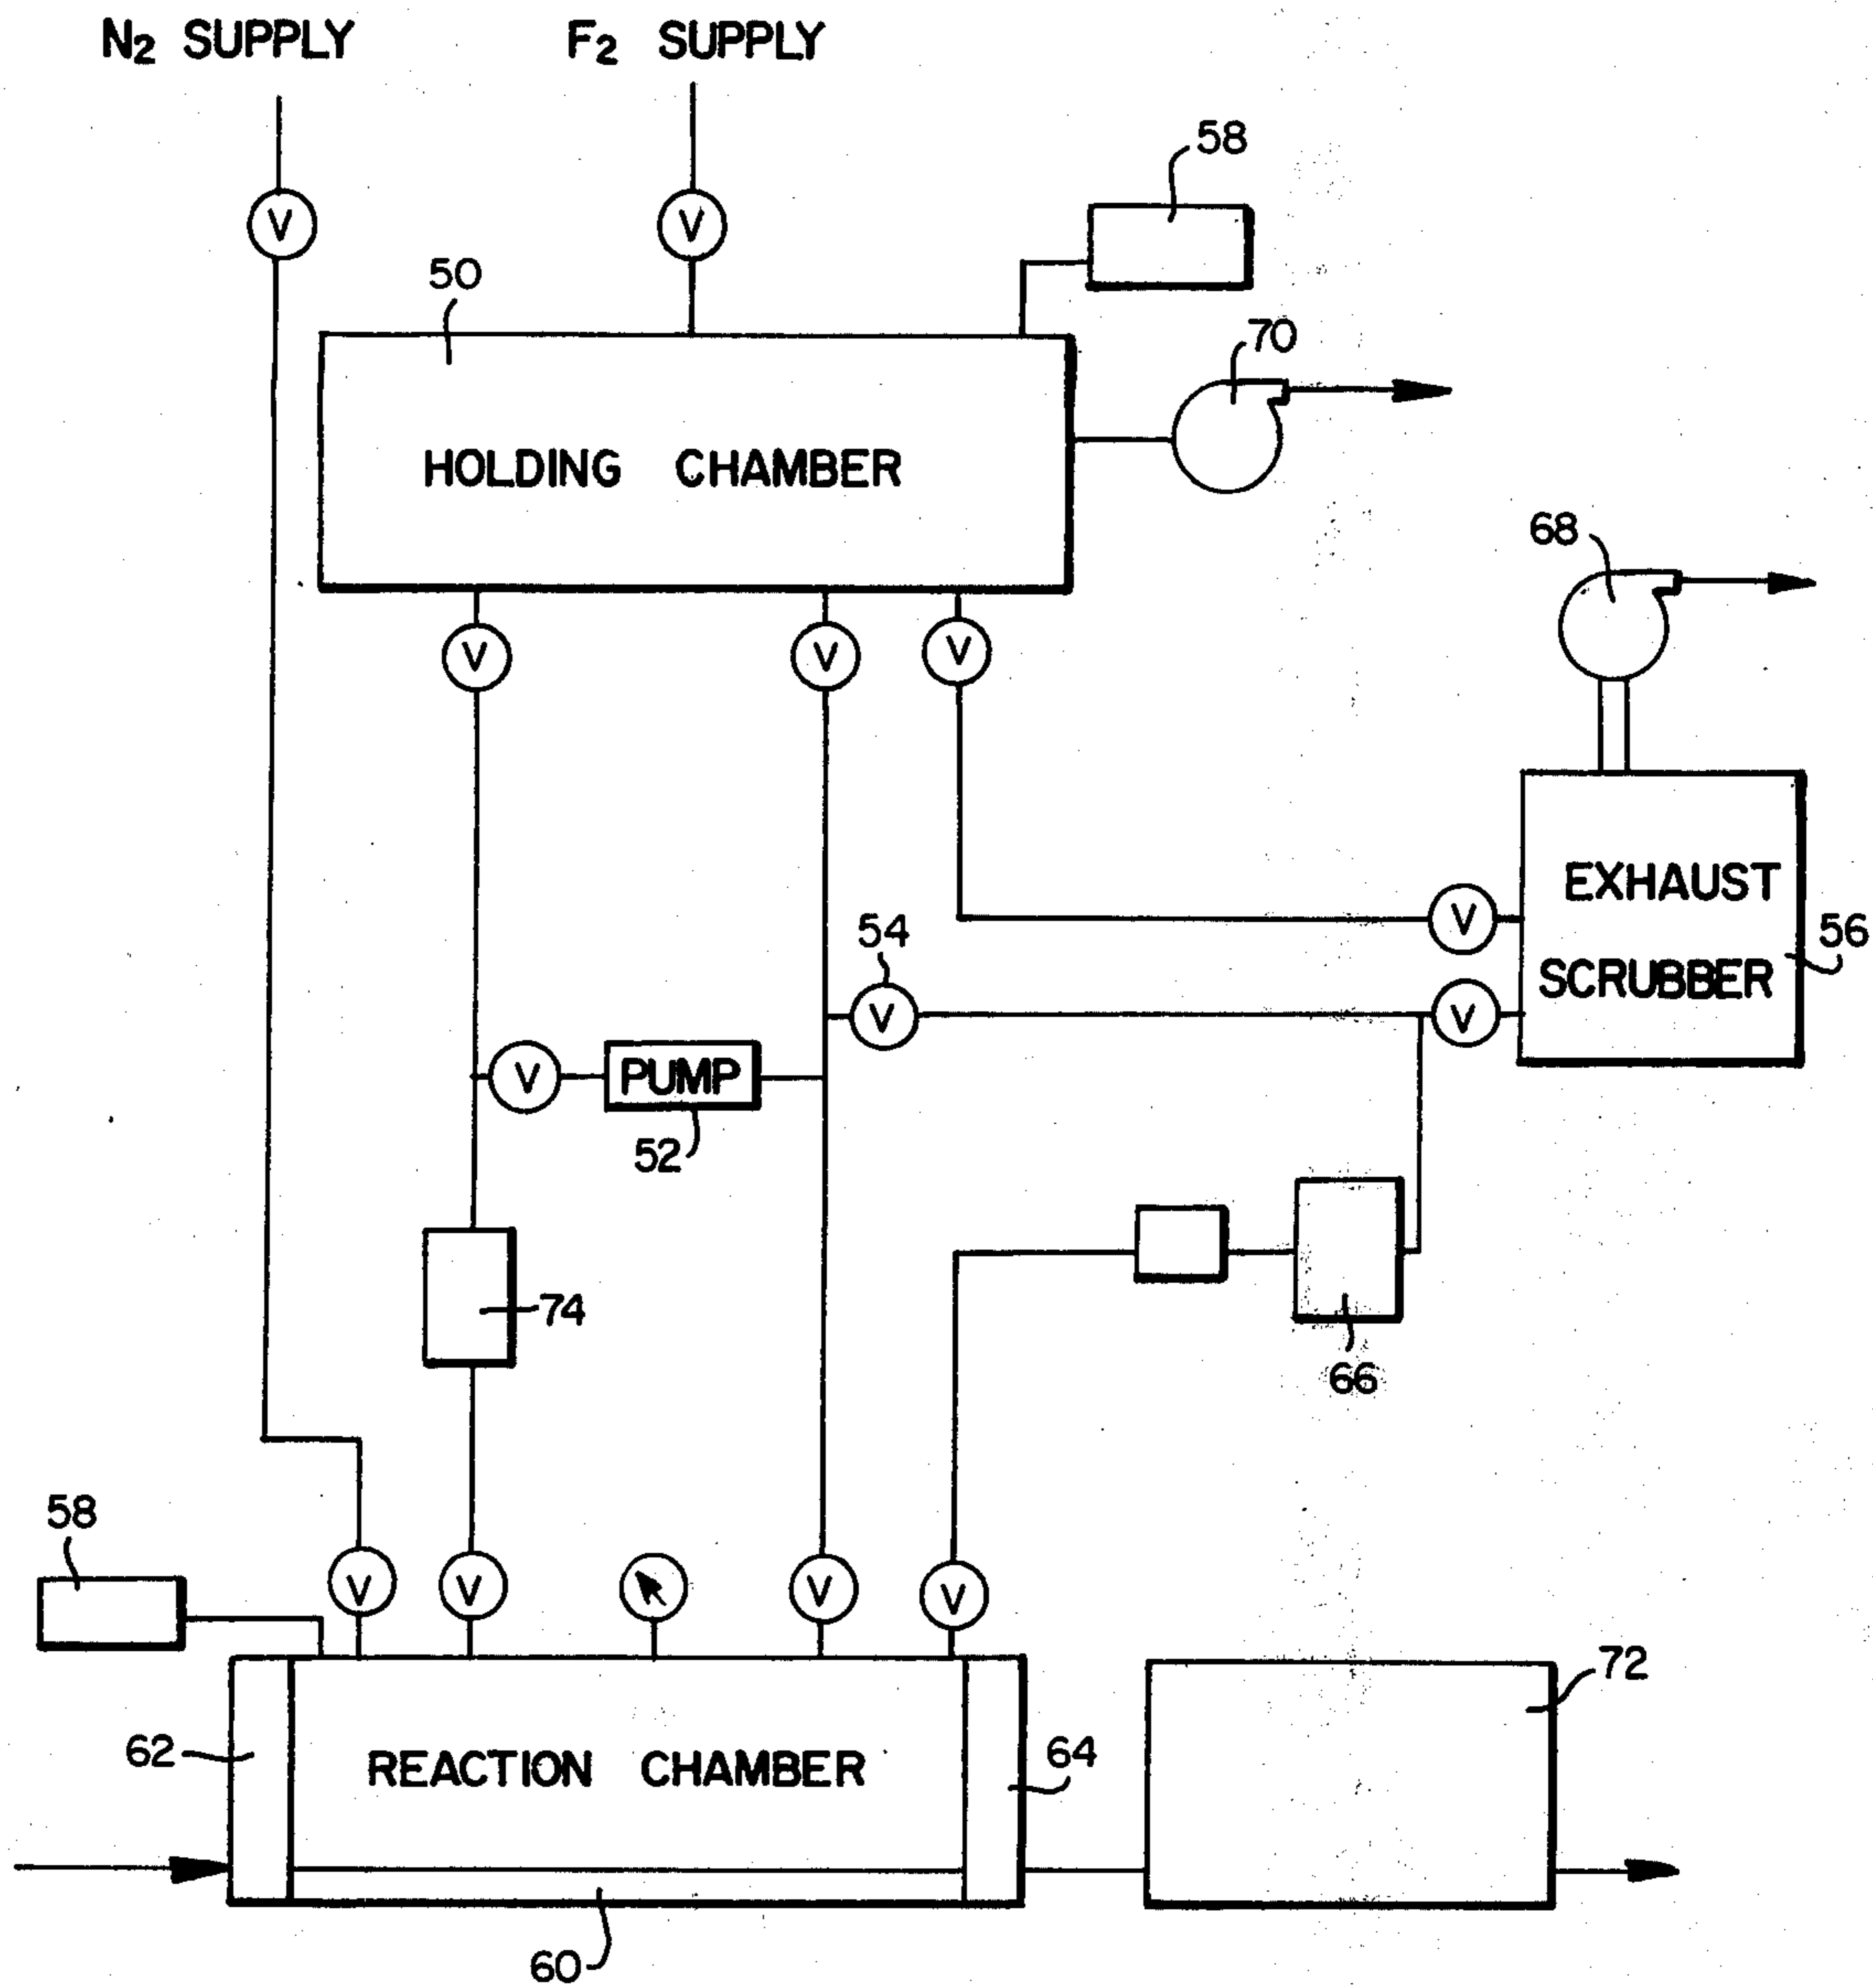 N2 SUPPLY F2 SUPPLY
58
V V
50
70
HOLDING CHAMBER
68
V V V
EXHAUST
V
54
56
SCRUBBER
V V
V PUMP
52
74
66
58
V V V V
72
62 REACTION CHAMBER 64
60